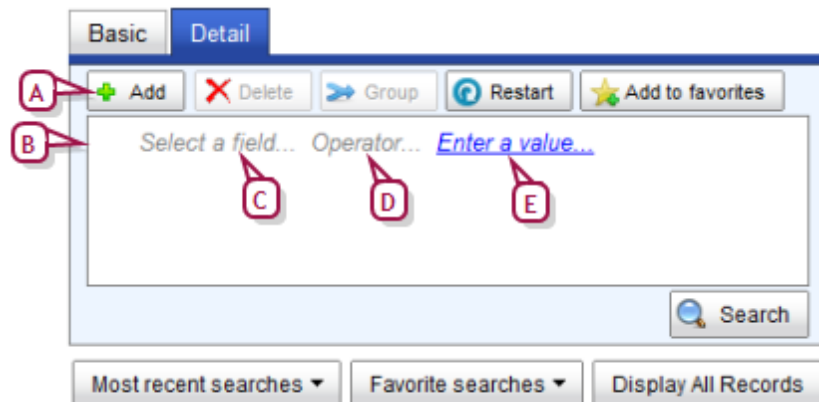 Basic Detail
A Add Delete Group Restart Add to favorites
B Select a field... Operator... Enter a value...
C D E
Search
Most recent searches Favorite searches Display All Records